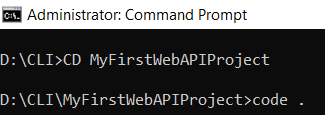 Administrator: Command Prompt
D:\CLI>CD MyFirstWebAPIProject
D:\CLI\MyFirstWebAPIProject>code .